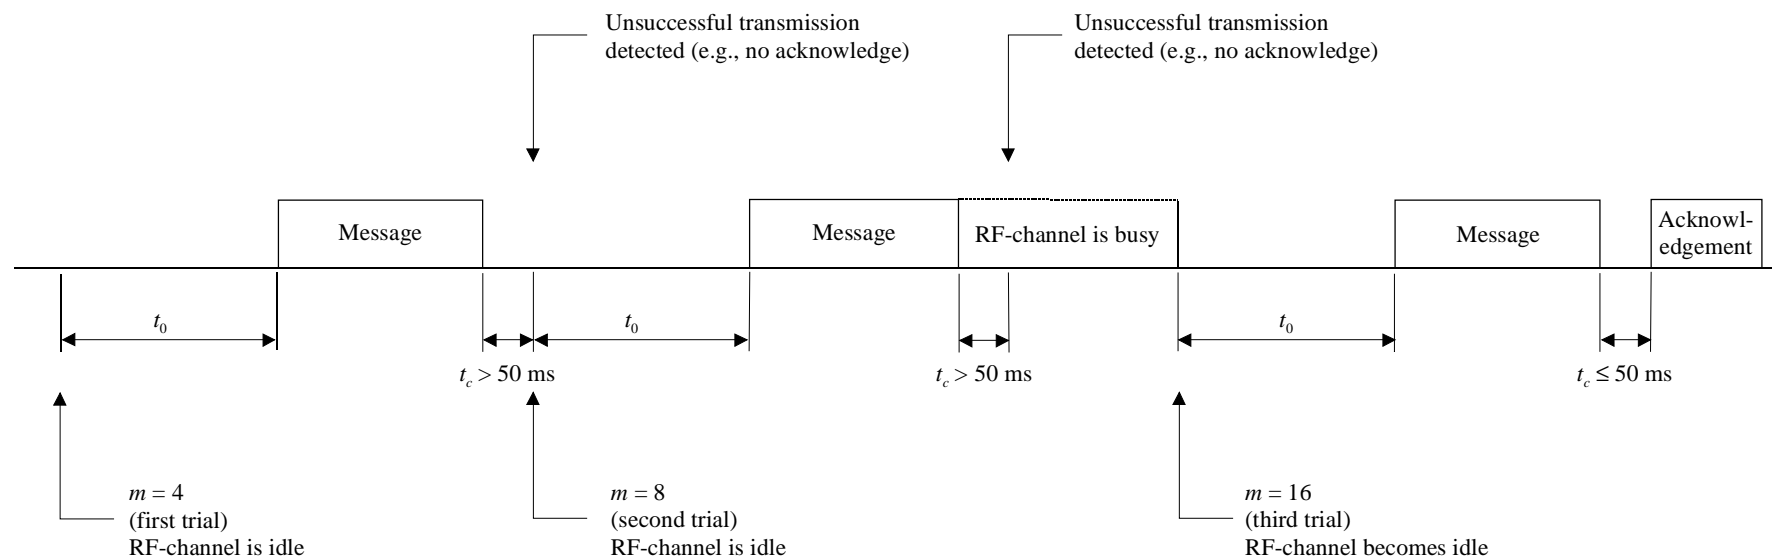 Unsuccessful transmission
detected (e.g., no acknowledge)
Unsuccessful transmission
detected (e.g., no acknowledge)
Message
Message
RF-channel is busy
Message
Acknowl-
edgement
t0
t0
t0
tc > 50 ms
tc > 50 ms
tc ≤ 50 ms
m = 4
(first trial)
RF-channel is idle
m = 8
(second trial)
RF-channel is idle
m = 16
(third trial)
RF-channel becomes idle